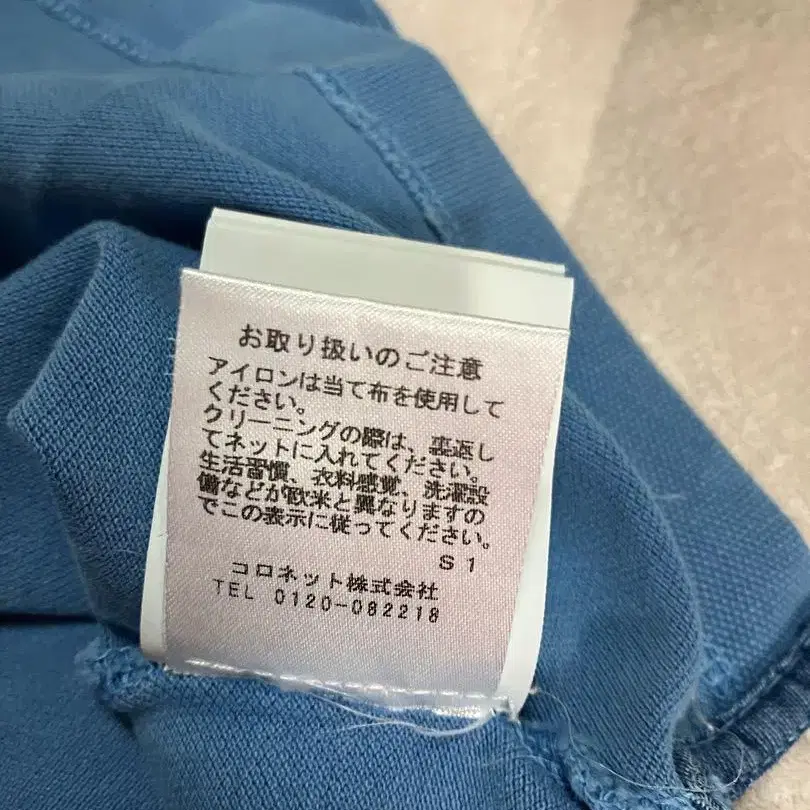 お取り扱いのご注意
アイロンは当て布を使用して
ください。
クリーニングの際は、裏返し
てネットに入れてください。
生活習慣、衣料感覚、洗濯設
備などが欧米と異なりますの
でこの表示に従ってください。
S1
コロネット株式会社
TEL 0120-082218